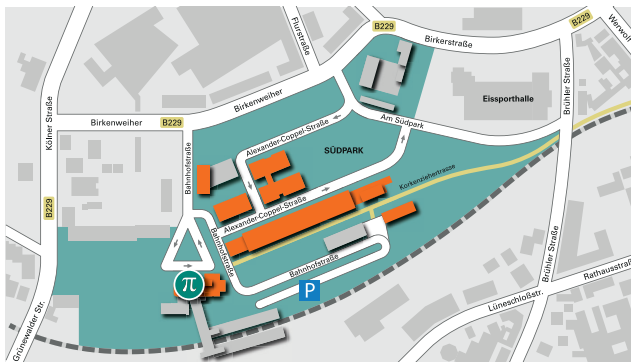 B229
B229
Flurstraße
Birkerstraße
Werwolf
Kölner Straße
Birkenweiher
Eissporthalle
Brühler Straße
Birkenweiher
B229
Am Südpark
Alexander-Coppel-Straße
SÜDPARK
Bahnhofstraße
Korkenziehertrasse
B229
Alexander-Coppel-Straße
Bahnhofstraße
Bahnhofstraße
Brühler Straße
Rathausstraße
π
P
Lüneschloßstr.
Grünewalder Str.